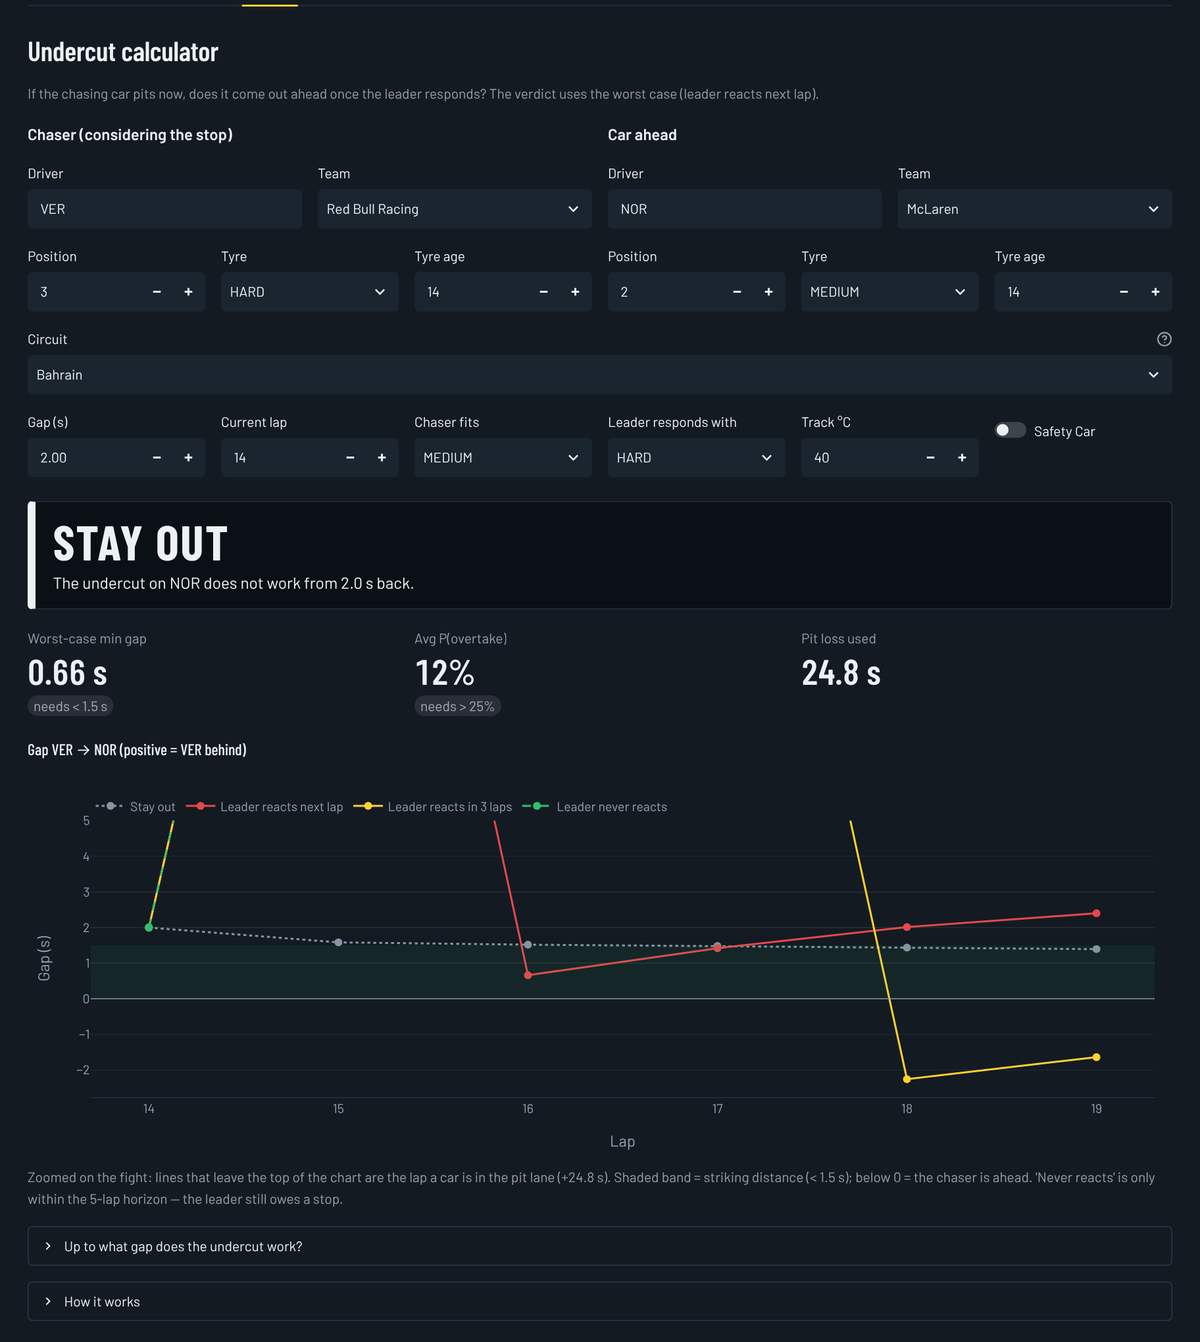 Undercut calculator
If the chasing car pits now, does it come out ahead once the leader responds? The verdict uses the worst case (leader reacts next lap).
Chaser (considering the stop)
Car ahead
Driver
Team
Driver
Team
VER
Red Bull Racing
NOR
McLaren
Position
Tyre
Tyre age
Position
Tyre
Tyre age
3
− +
HARD
14
− +
2
− +
MEDIUM
14
− +
Circuit
?
Bahrain
Gap (s)
Current lap
Chaser fits
Leader responds with
Track °C
Safety Car
2.00
− +
14
− +
MEDIUM
HARD
40
− +
STAY OUT
The undercut on NOR does not work from 2.0 s back.
Worst-case min gap
Avg P(overtake)
Pit loss used
0.66 s
12%
24.8 s
needs < 1.5 s
needs > 25%
Gap VER → NOR (positive = VER behind)
Stay out
Leader reacts next lap
Leader reacts in 3 laps
Leader never reacts
5
4
3
2
1
0
−1
−2
Gap (s)
14
15
16
17
18
19
Lap
Zoomed on the fight: lines that leave the top of the chart are the lap a car is in the pit lane (+24.8 s). Shaded band = striking distance (< 1.5 s); below 0 = the chaser is ahead. 'Never reacts' is only
within the 5-lap horizon — the leader still owes a stop.
Up to what gap does the undercut work?
How it works